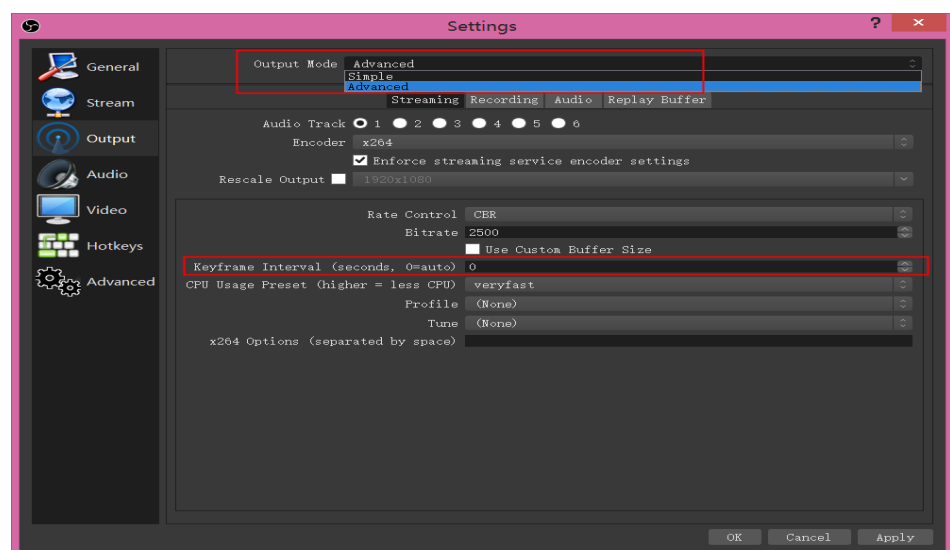 Settings
?
×
General
Stream
Output
Audio
Video
Hotkeys
Advanced
Output Mode Advanced
Simple
Advanced
Streaming Recording Audio Replay Buffer
Audio Track 1 2 3 4 5 6
Encoder x264
Enforce streaming service encoder settings
Rescale Output 1920x1080
Rate Control CBR
Bitrate 2500
Use Custom Buffer Size
Keyframe Interval (seconds, 0=auto) 0
CPU Usage Preset (higher = less CPU) veryfast
Profile (None)
Tune (None)
x264 Options (separated by space)
OK Cancel Apply